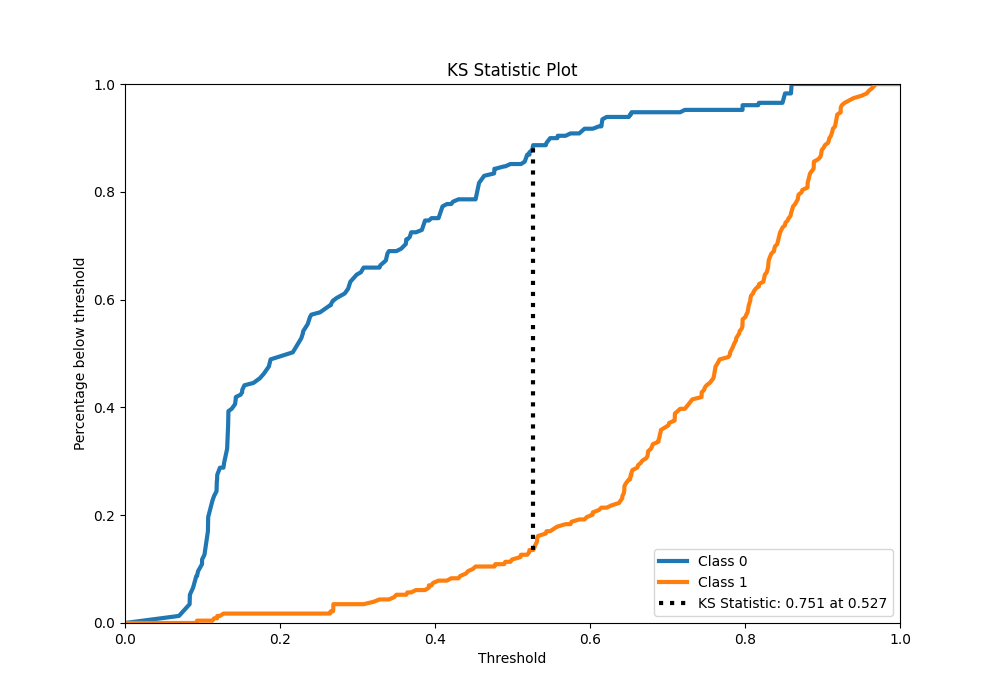 KS Statistic Plot
1.0
0.8
0.6
0.4
0.2
0.0
Percentage below threshold
0.0 0.2 0.4 0.6 0.8 1.0
Threshold
Class 0
Class 1
KS Statistic: 0.751 at 0.527